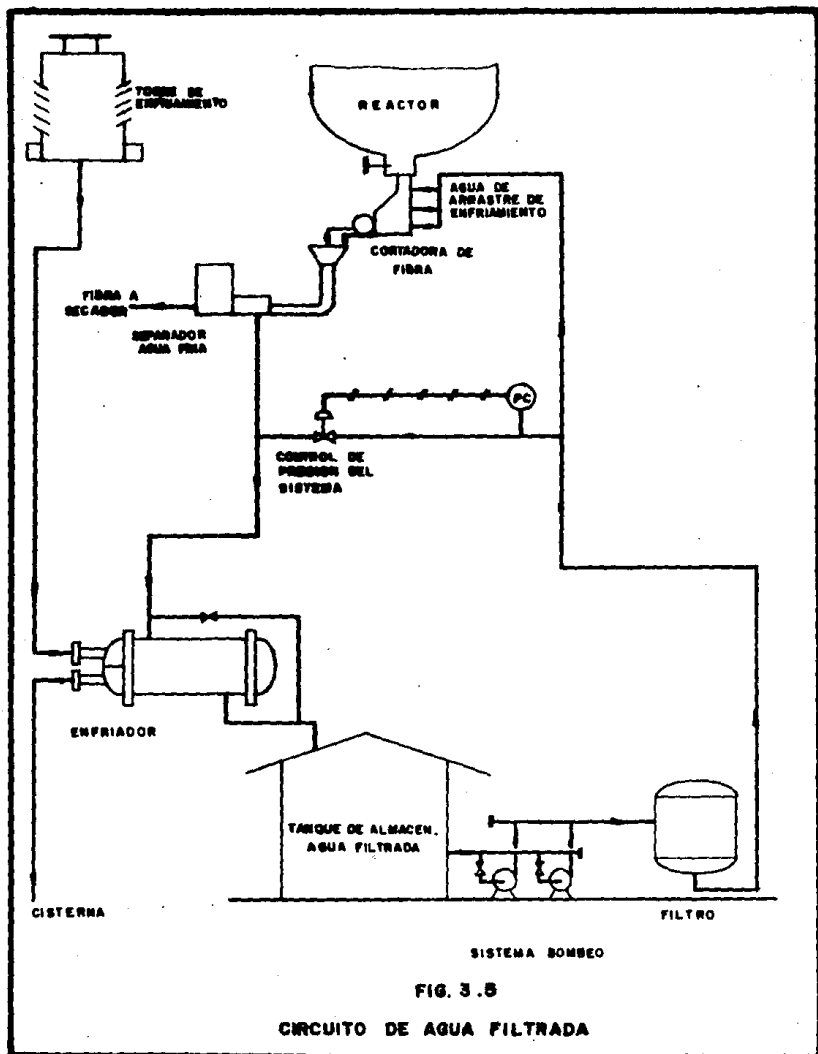 TORRE DE
ENFRIAMIENTO
REACTOR
AGUA DE
ARRASTRE DE
ENFRIAMIENTO
CORTADORA DE
FIBRA
FIBRA A
SECADOR
SEPARADOR
AGUA FRIA
PC
CONTROL DE
PRESION DEL
SISTEMA
ENFRIADOR
TANQUE DE ALMACEN.
AGUA FILTRADA
CISTERNA
FILTRO
SISTEMA BOMBEO
FIG. 3.5
CIRCUITO DE AGUA FILTRADA